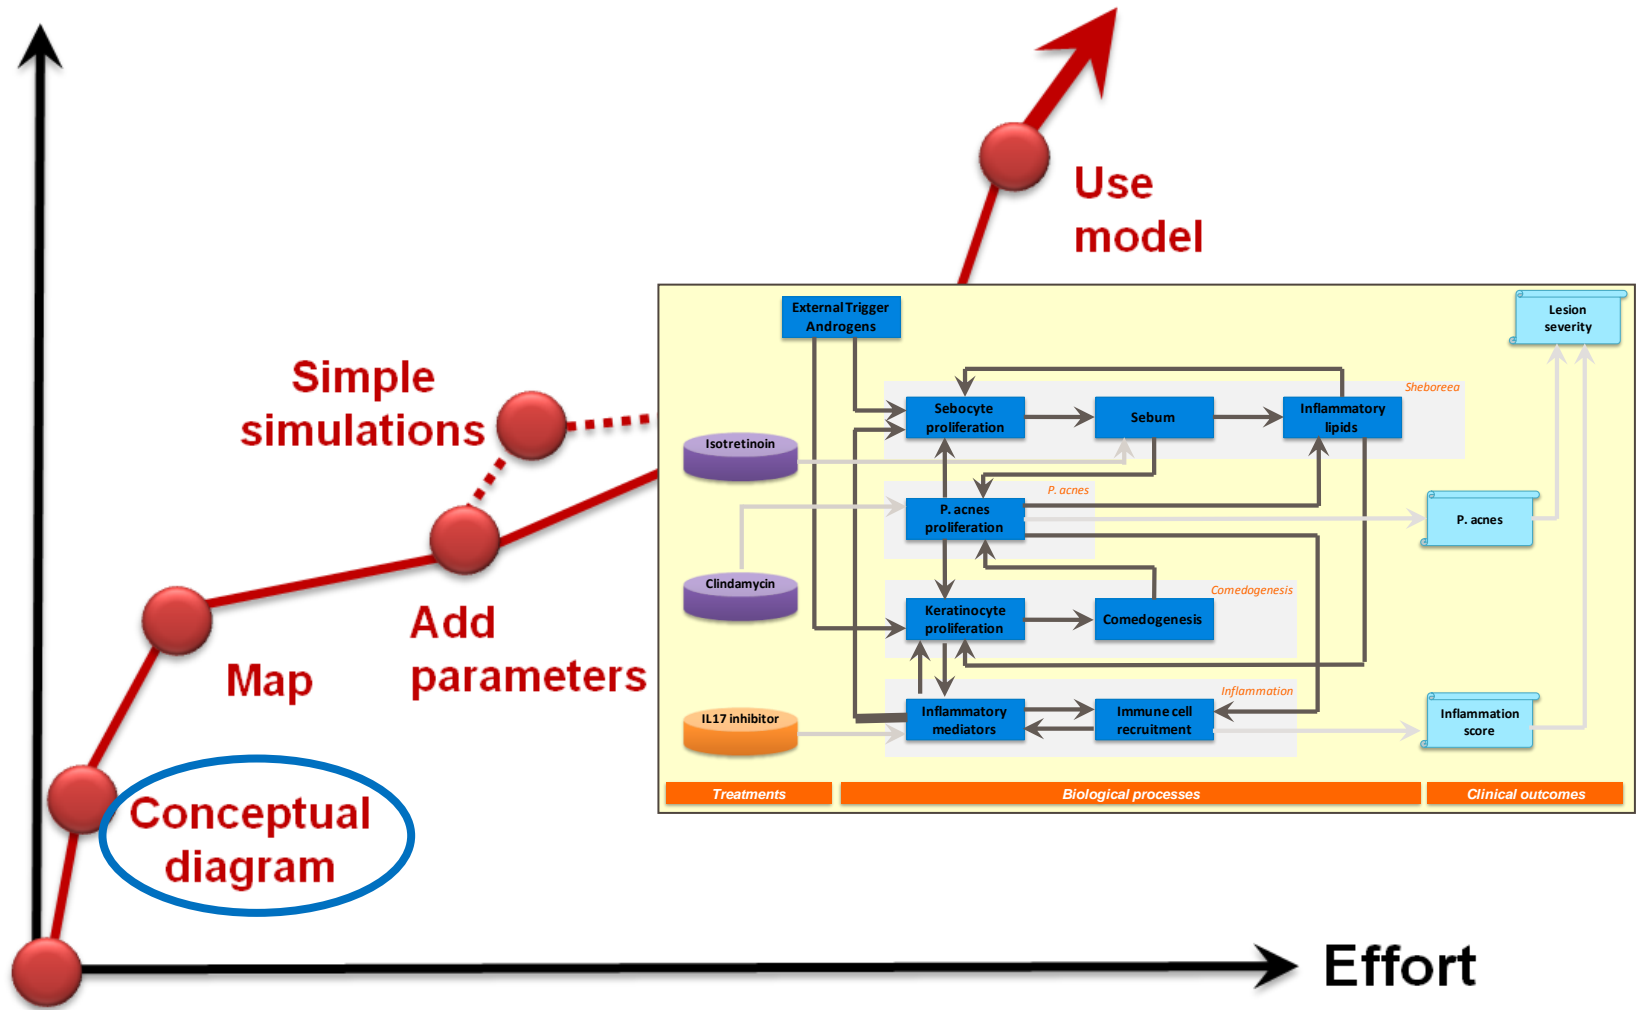 Use
model
Simple
simulations
Add
parameters
Map
Conceptual
diagram
Effort
External Trigger
Androgens
Lesion
severity
Sheboreea
Sebocyte
proliferation
Sebum
Inflammatory
lipids
Isotretinoin
P. acnes
P. acnes
proliferation
P. acnes
Clindamycin
Comedogenesis
Keratinocyte
proliferation
Comedogenesis
Inflammation
IL17 inhibitor
Inflammatory
mediators
Immune cell
recruitment
Inflammation
score
Treatments
Biological processes
Clinical outcomes